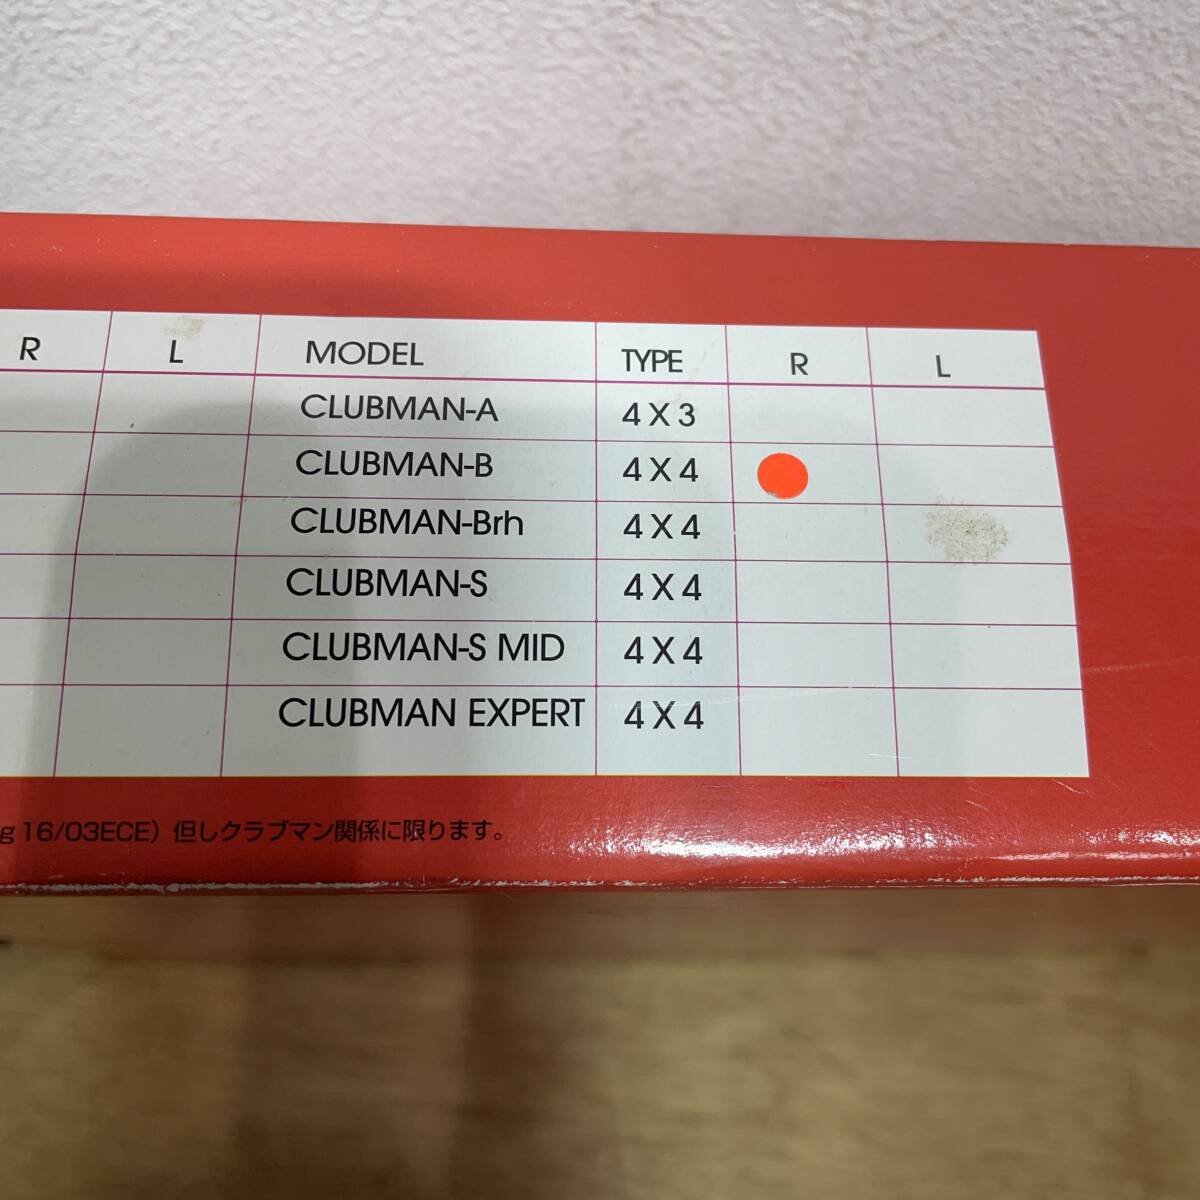 R L MODEL TYPE R L
CLUBMAN-A 4X3
CLUBMAN-B 4X4
CLUBMAN-Brh 4X4
CLUBMAN-S 4X4
CLUBMAN-S MID 4X4
CLUBMAN EXPERT 4X4
g 16/03ECE）但しクラブマン関係に限ります。